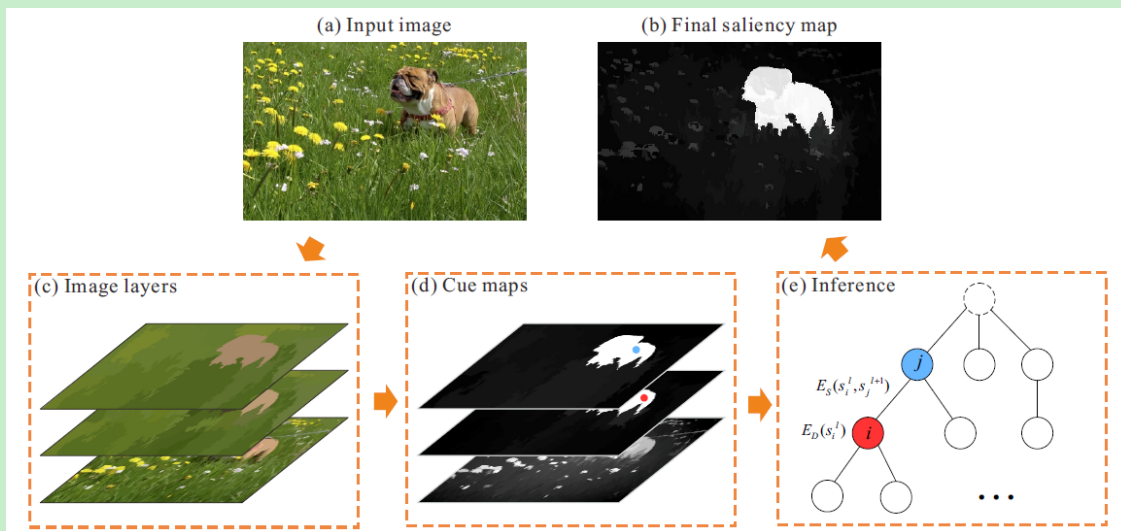 (a) Input image
(b) Final saliency map
(c) Image layers
(d) Cue maps
(e) Inference
j
E_S(s_i^l, s_j^{l+1})
E_D(s_i^l)
i
...